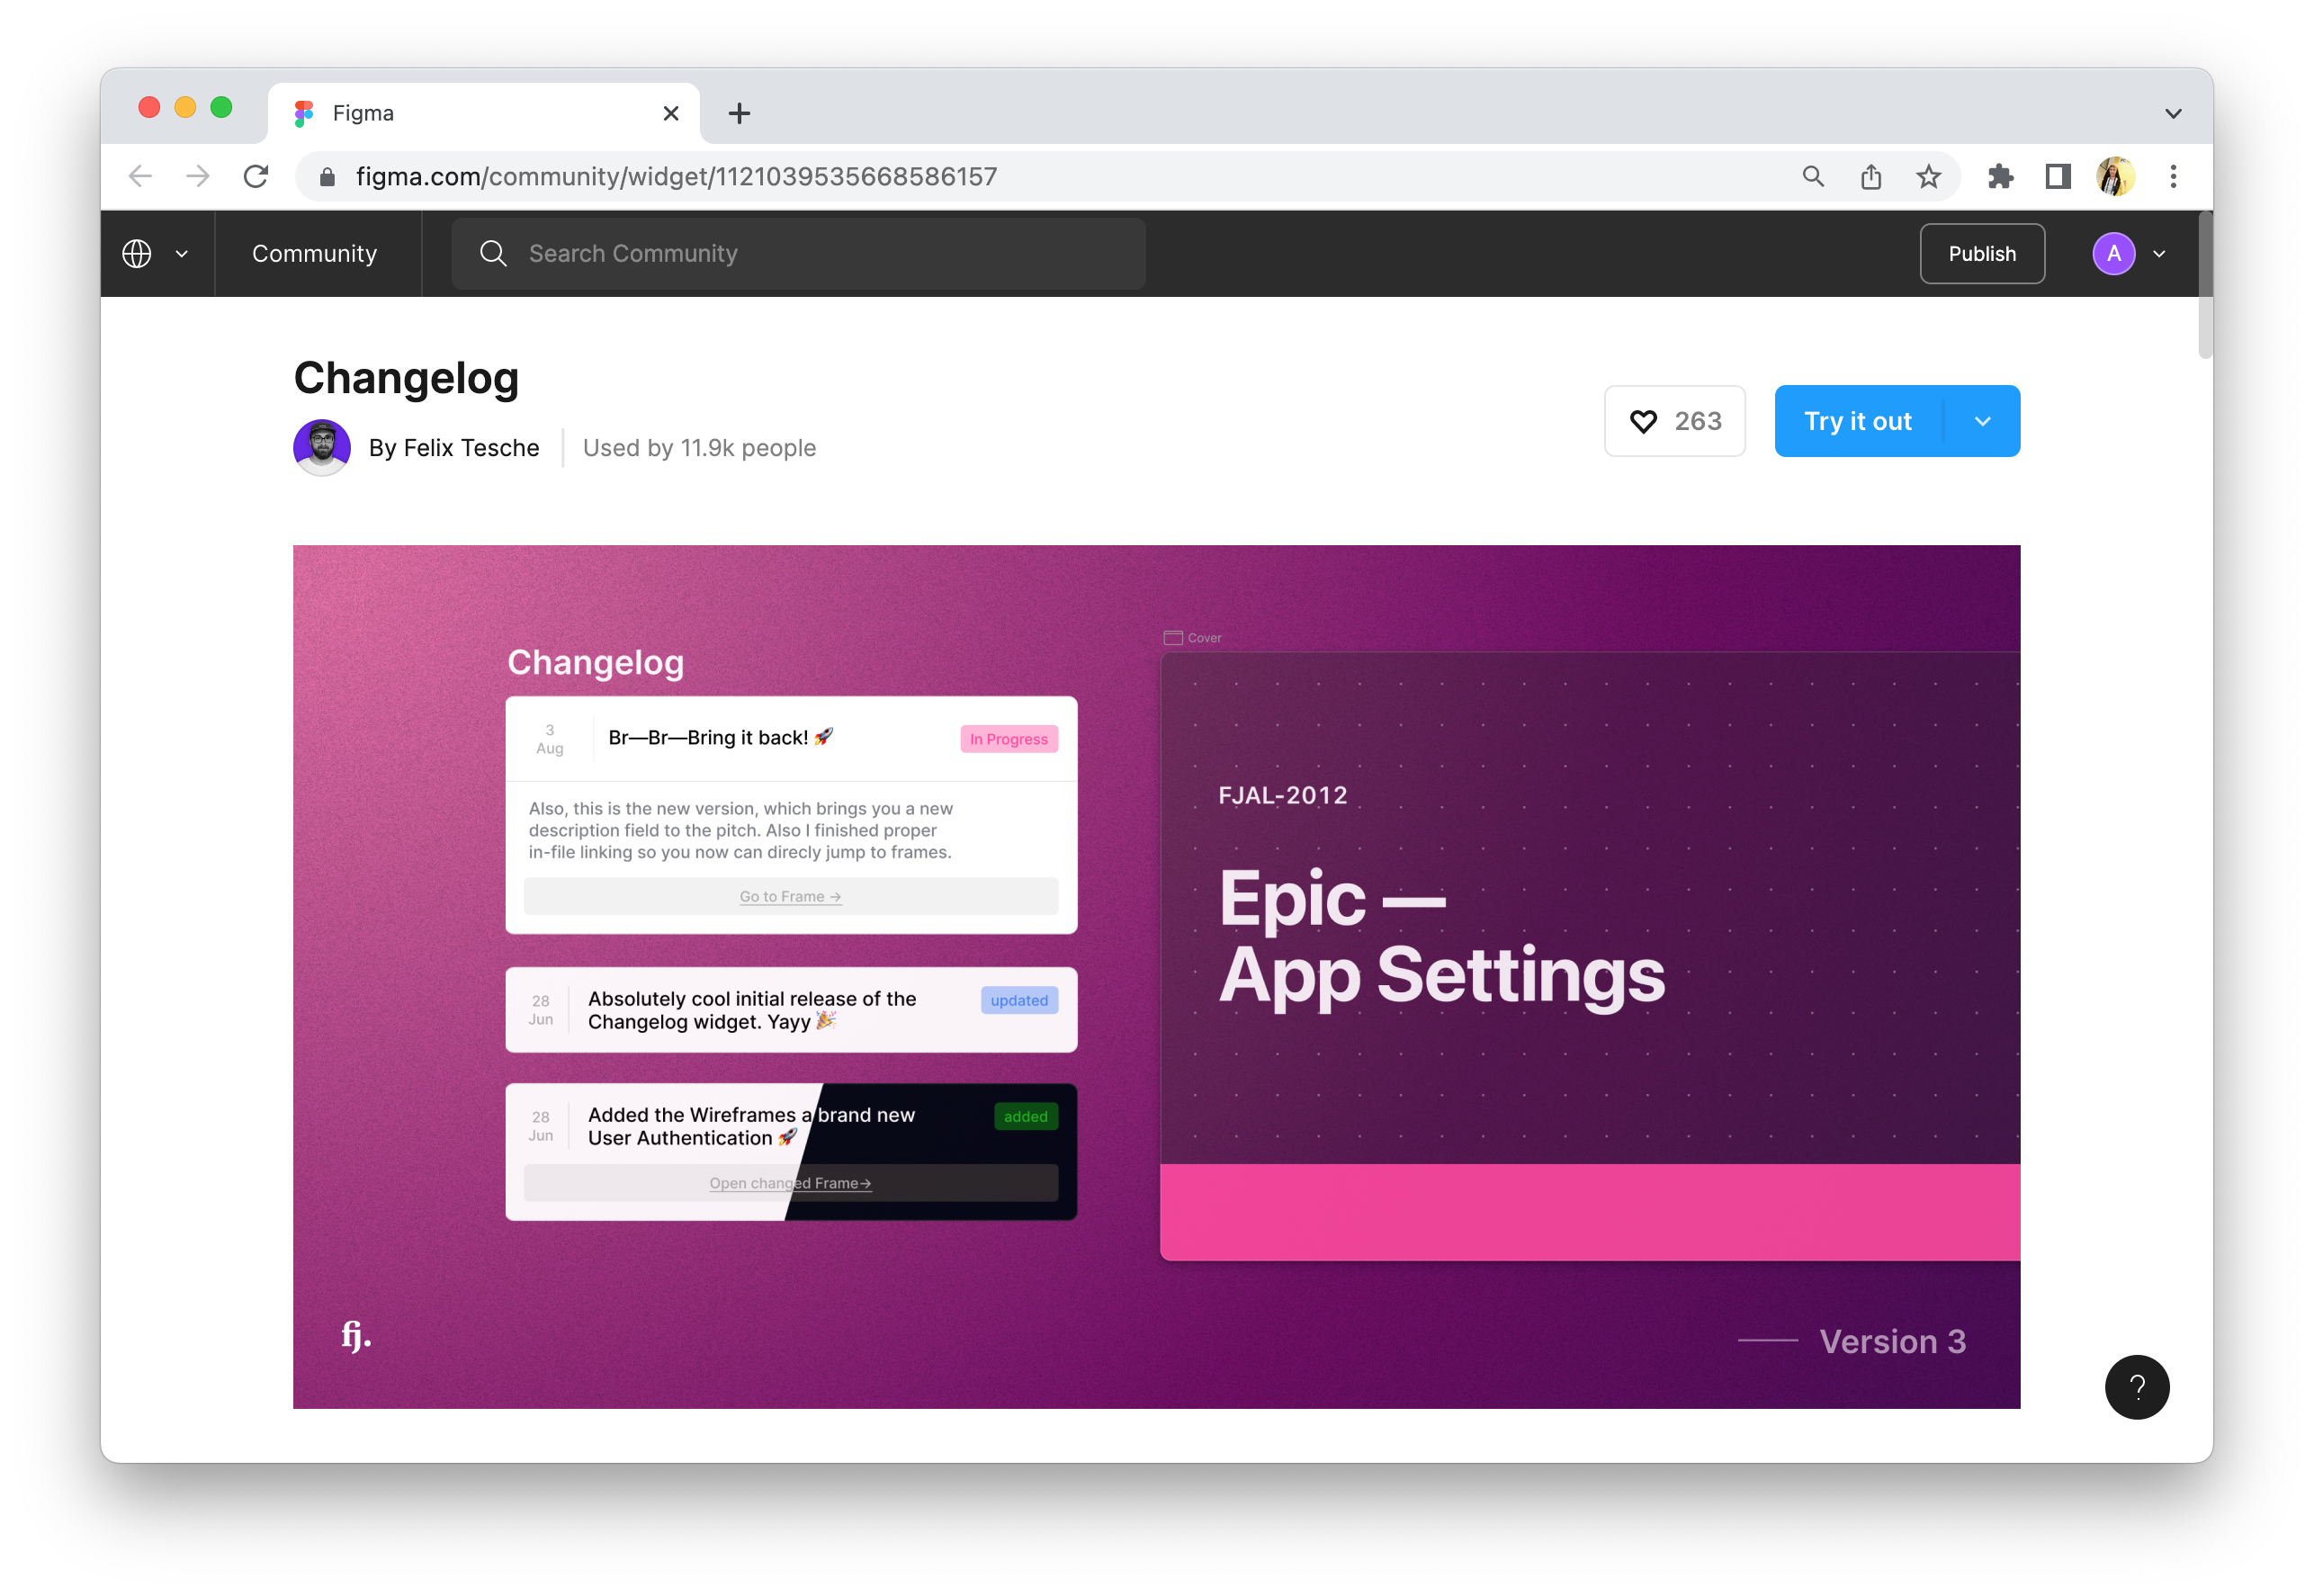 Figma
figma.com/community/widget/1121039535668586157
Community
Search Community
Publish
A
Changelog
By Felix Tesche
Used by 11.9k people
263
Try it out
Changelog
3
Aug
Br—Br—Bring it back! 🚀
In Progress
Also, this is the new version, which brings you a new
description field to the pitch. Also I finished proper
in-file linking so you now can direcly jump to frames.
Go to Frame →
28
Jun
Absolutely cool initial release of the
Changelog widget. Yayy 🎉
updated
28
Jun
Added the Wireframes a brand new
User Authentication 🚀
added
Open changed Frame→
Cover
FJAL-2012
Epic —
App Settings
fj.
Version 3
?